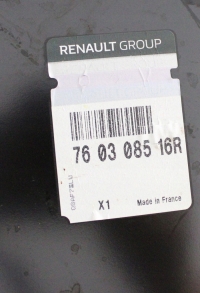 RENAULT GROUP
76 03 085 16R
X1 Made in France